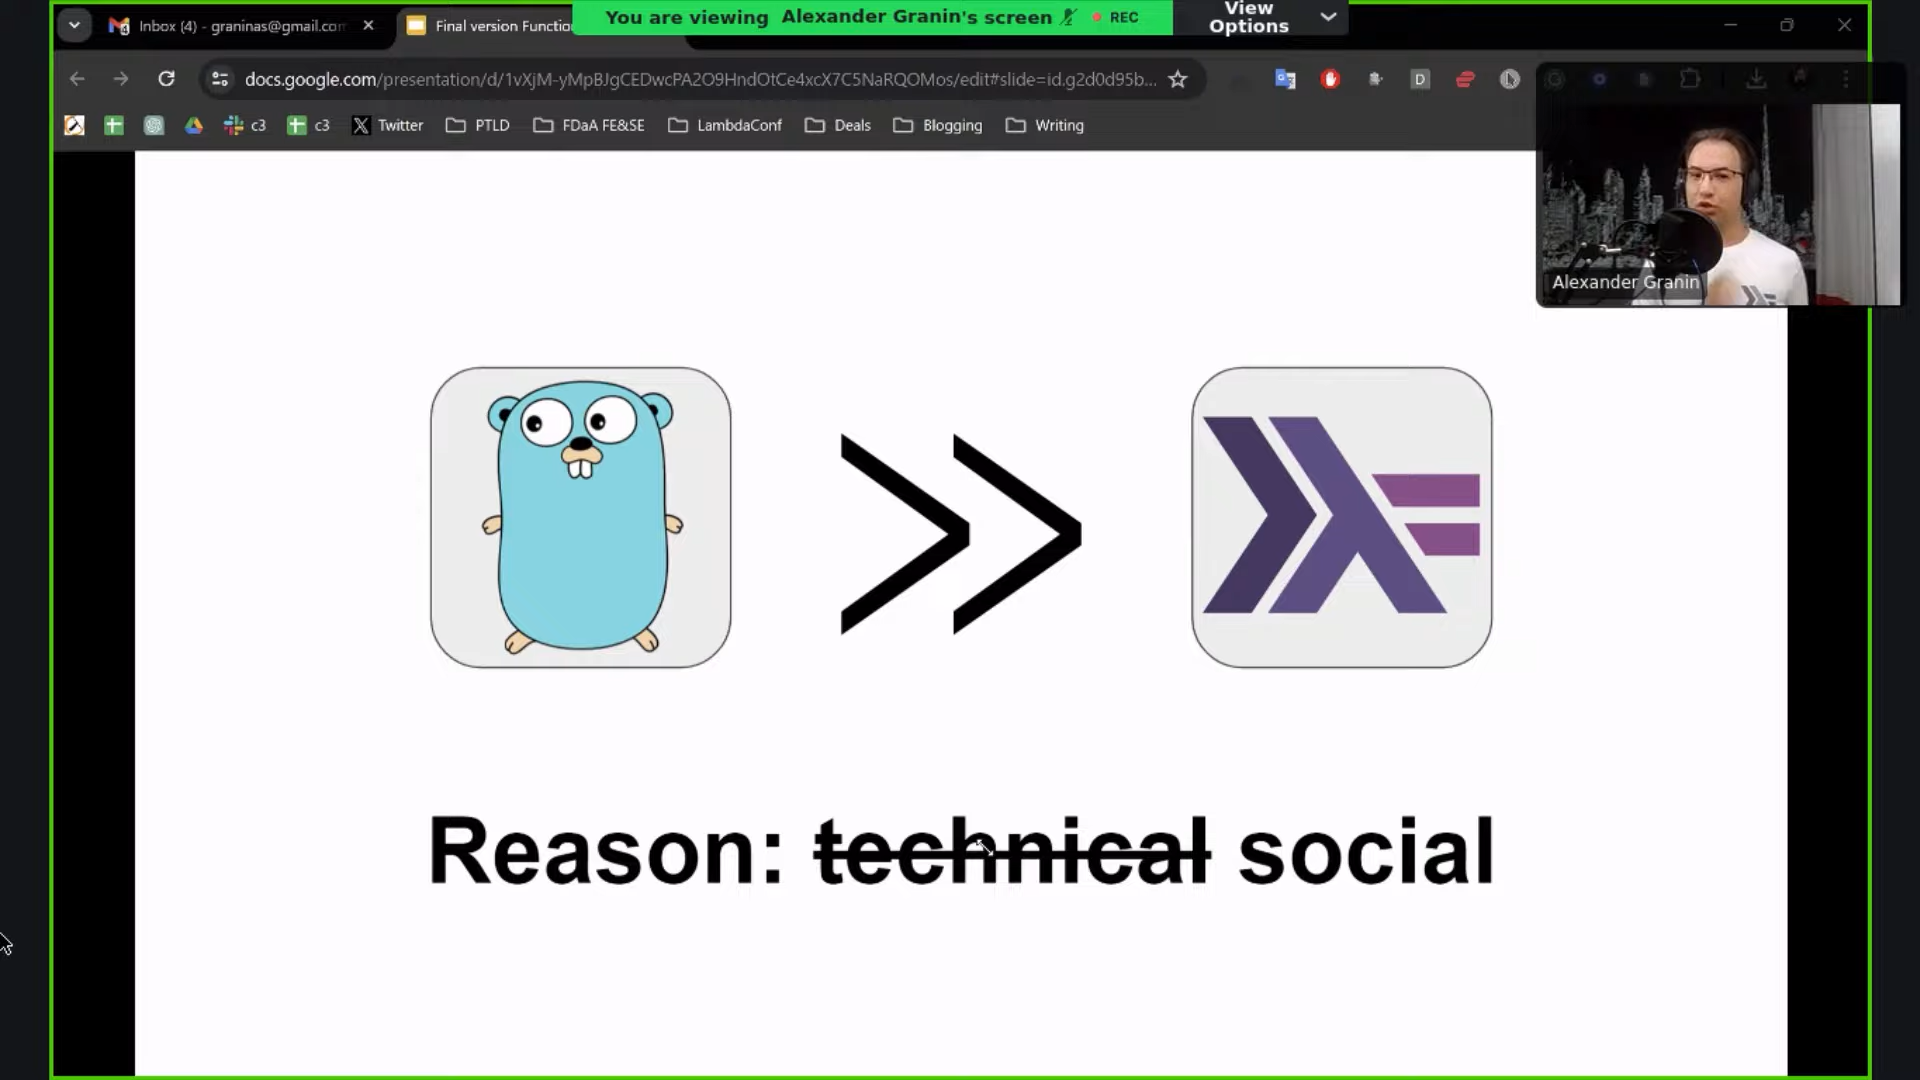 Inbox (4) - graninas@gmail.com
Final version Functio
You are viewing Alexander Granin's screen
REC
View Options
docs.google.com/presentation/d/1vXjM-yMpBJgCEDwcPA2O9HndOtCe4xcX7C5NaRQOMos/edit#slide=id.g2d0d95b...
D
c3
c3
Twitter
PTLD
FDaA FE&SE
LambdaConf
Deals
Blogging
Writing
Alexander Granin
Reason: technical social